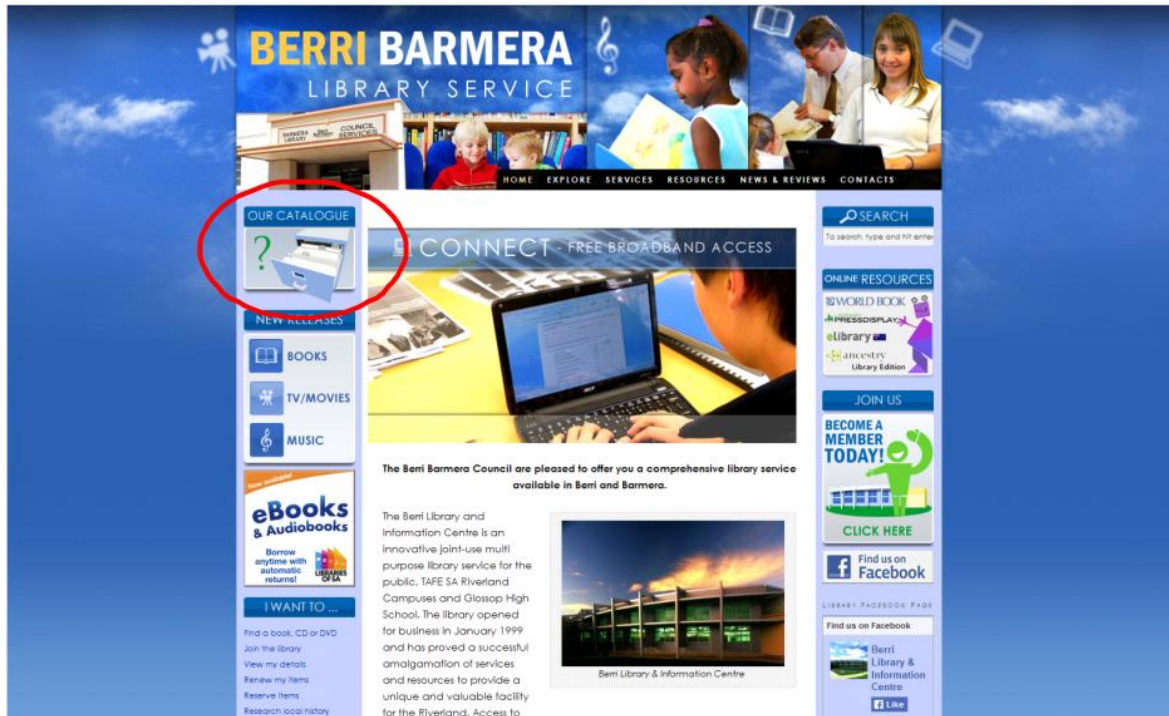 BERRI BARMERA
LIBRARY SERVICE
BARMERA LIBRARY
COUNCIL SERVICES
HOME EXPLORE SERVICES RESOURCES NEWS & REVIEWS CONTACTS
OUR CATALOGUE
?
NEW RELEASES
BOOKS
TV/MOVIES
MUSIC
Now available!
eBooks
& Audiobooks
Borrow
anytime with
automatic
returns!
LIBRARIES
OF SA
I WANT TO ...
Find a book, CD or DVD
Join the library
View my details
Renew my items
Reserve items
Research local history
CONNECT - FREE BROADBAND ACCESS
acer
The Berri Barmera Council are pleased to offer you a comprehensive library service
available in Berri and Barmera.
The Berri Library and
Information Centre is an
innovative joint-use multi
purpose library service for the
public, TAFE SA Riverland
Campuses and Glossop High
School. The library opened
for business in January 1999
and has proved a successful
amalgamation of services
and resources to provide a
unique and valuable facility
for the Riverland. Access to
Berri Library & Information Centre
SEARCH
To search, type and hit enter
ONLINE RESOURCES
WORLD BOOK
PRESSDISPLAY
elibrary
ancestry
Library Edition
JOIN US
BECOME A
MEMBER
TODAY!
CLICK HERE
Find us on
Facebook
LIBRARY FACEBOOK PAGE
Find us on Facebook
Berri
Library &
Information
Centre
Like